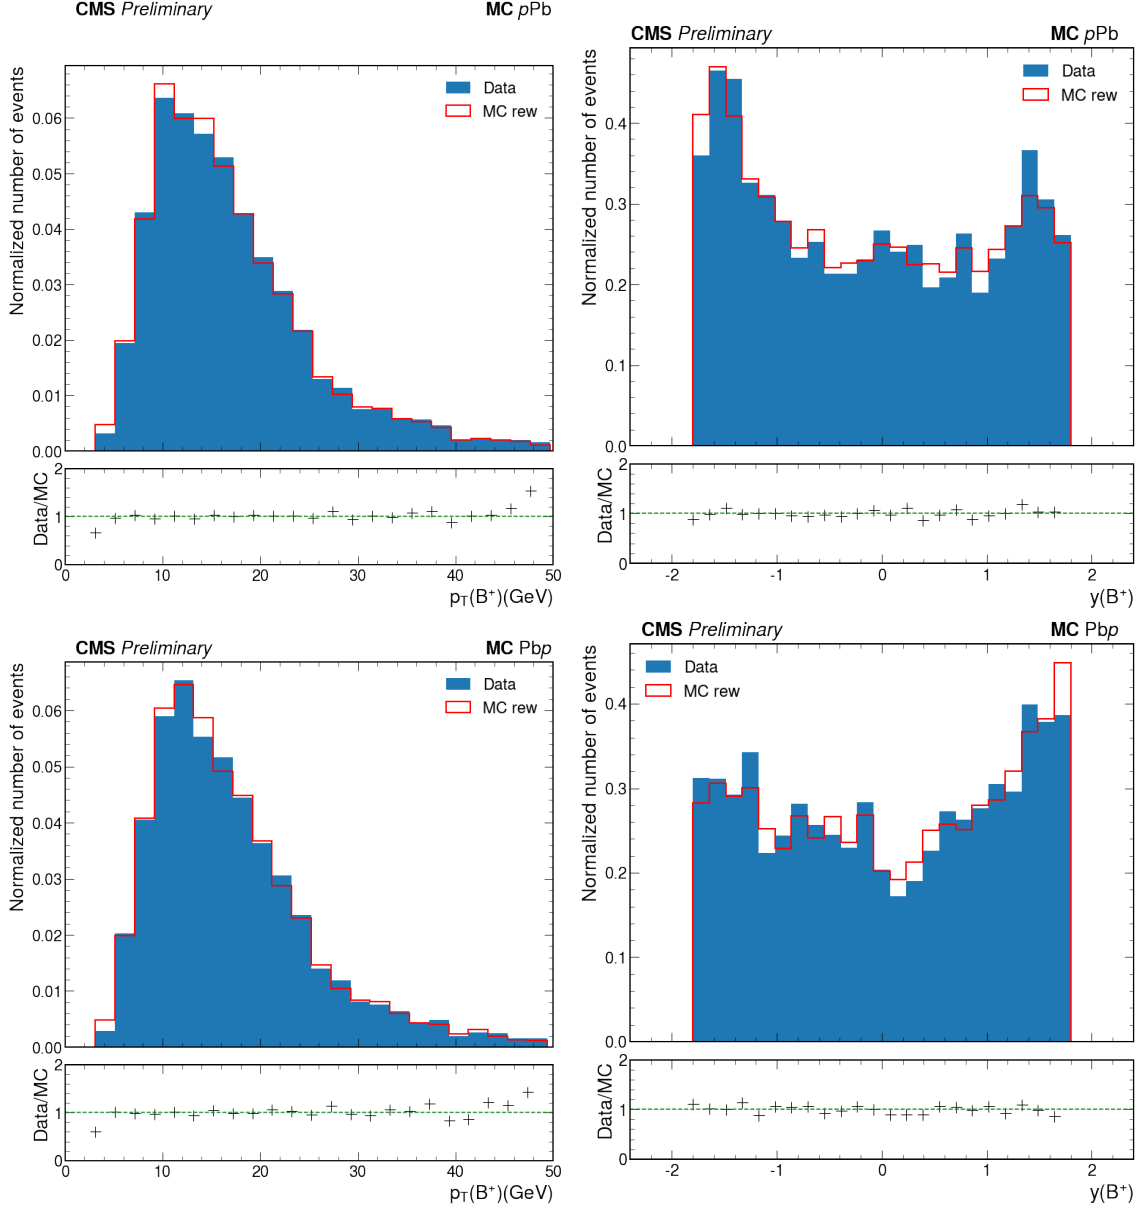 CMS Preliminary MC pPb
Normalized number of events
0.06
0.05
0.04
0.03
0.02
0.01
0.00
Data
MC rew
Data/MC
2
1
0
0 10 20 30 40 50
p_T(B⁺)(GeV)
CMS Preliminary MC pPb
Normalized number of events
0.4
0.3
0.2
0.1
0.0
Data
MC rew
Data/MC
2
1
0
-2 -1 0 1 2
y(B⁺)
CMS Preliminary MC Pbp
Normalized number of events
0.06
0.05
0.04
0.03
0.02
0.01
0.00
Data
MC rew
Data/MC
2
1
0
0 10 20 30 40 50
p_T(B⁺)(GeV)
CMS Preliminary MC Pbp
Normalized number of events
0.4
0.3
0.2
0.1
0.0
Data
MC rew
Data/MC
2
1
0
-2 -1 0 1 2
y(B⁺)